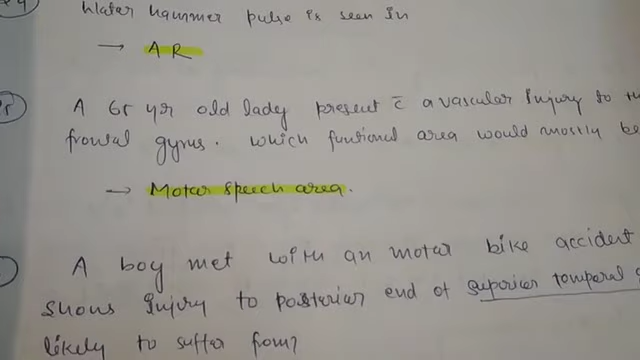 Water hammer pulse is seen in
→ AR
A 65 yr old lady present c̄ a vascular Injury to
frontal gyrus. which functional area would mostly be
→ Motor speech area.
A boy met with an motor bike accident
shows Injury to posterior end of superior temporal
likely to suffer from?